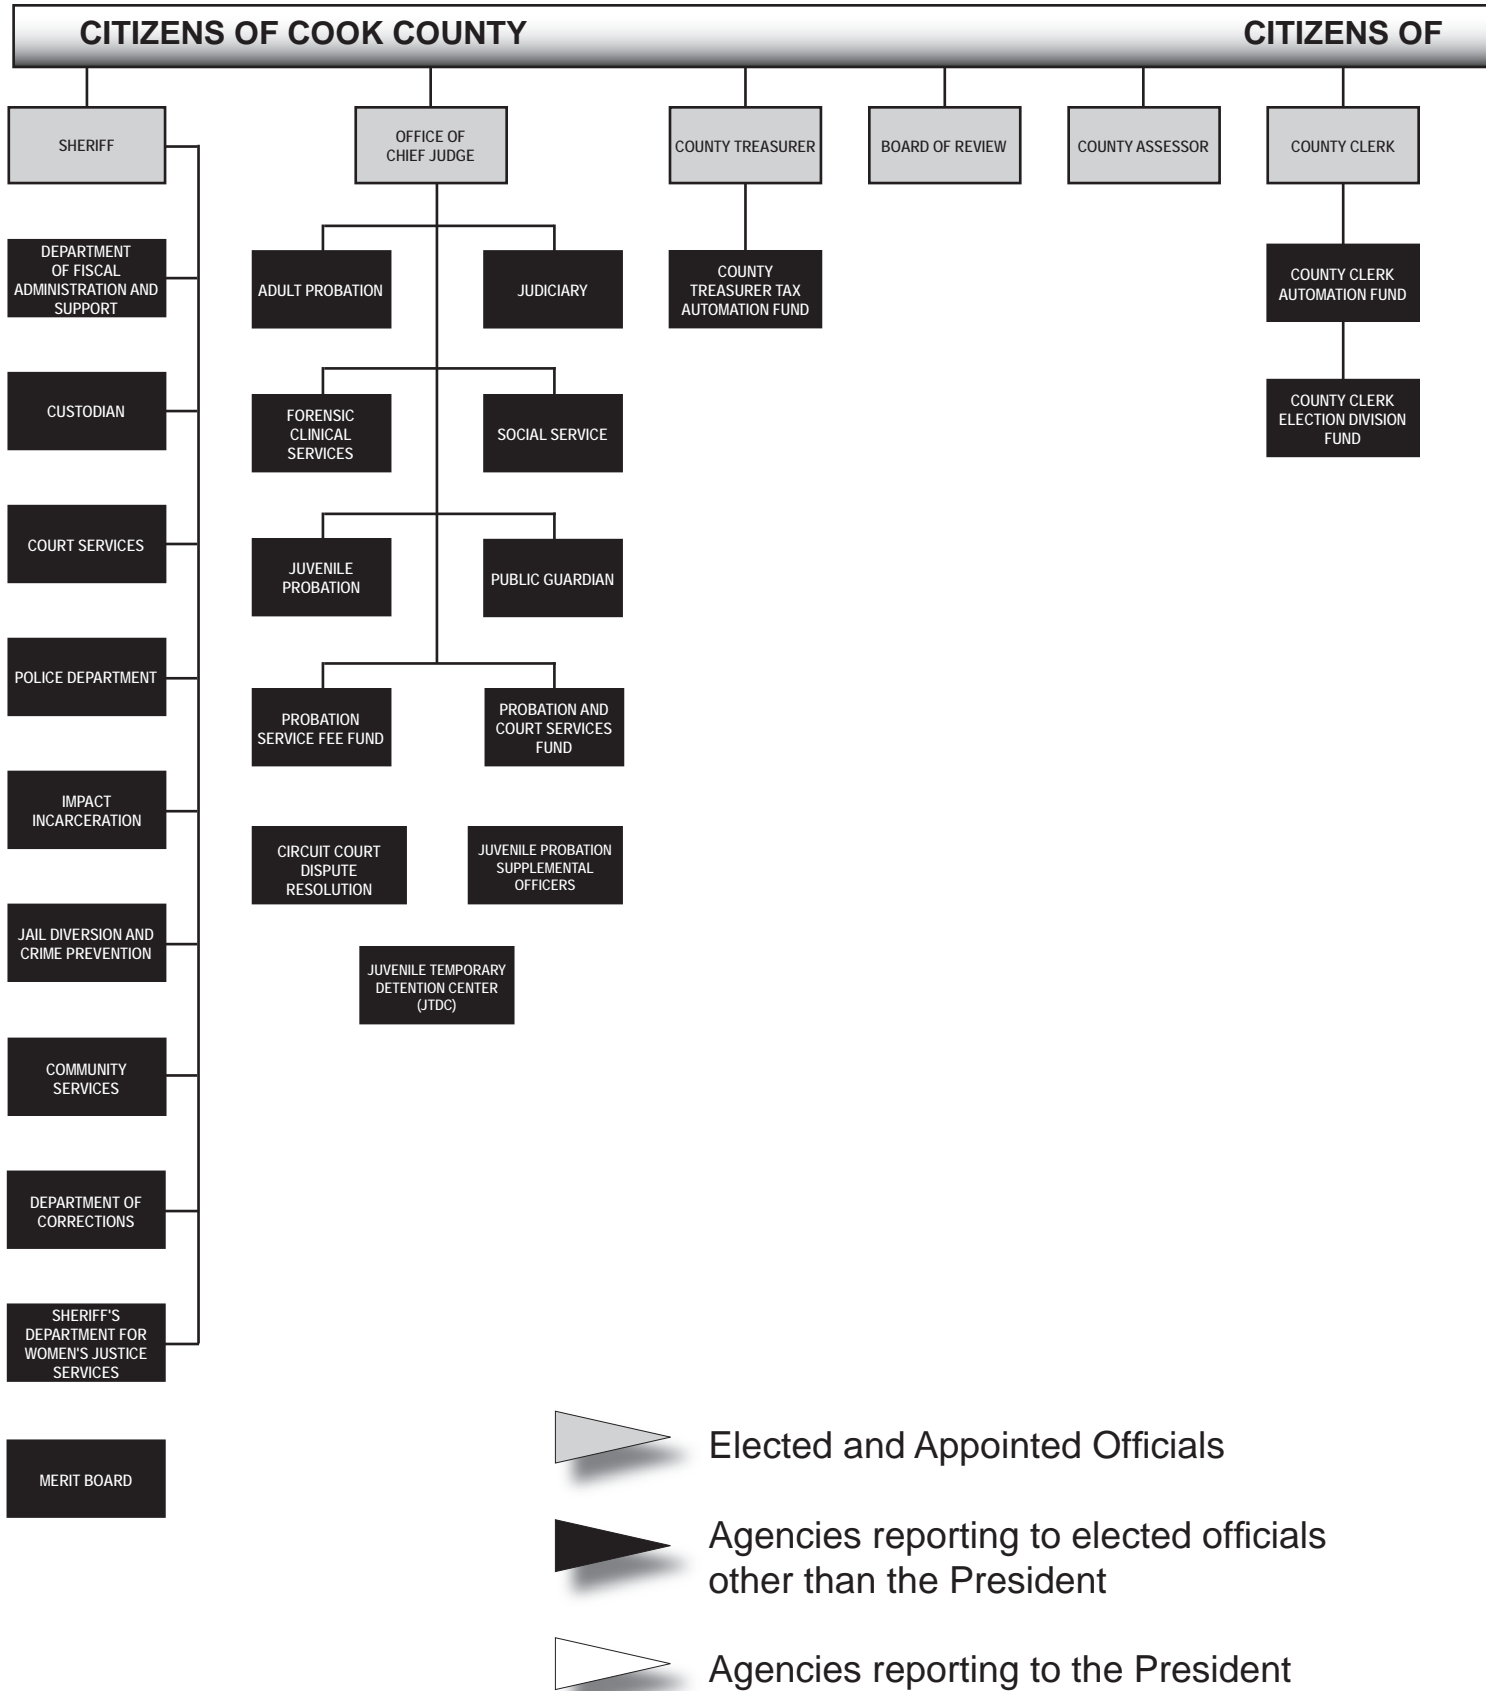 CITIZENS OF COOK COUNTY
CITIZENS OF
SHERIFF
OFFICE OF
CHIEF JUDGE
COUNTY TREASURER
BOARD OF REVIEW
COUNTY ASSESSOR
COUNTY CLERK
DEPARTMENT
OF FISCAL
ADMINISTRATION AND
SUPPORT
CUSTODIAN
COURT SERVICES
POLICE DEPARTMENT
IMPACT
INCARCERATION
JAIL DIVERSION AND
CRIME PREVENTION
COMMUNITY
SERVICES
DEPARTMENT OF
CORRECTIONS
SHERIFF'S
DEPARTMENT FOR
WOMEN'S JUSTICE
SERVICES
MERIT BOARD
ADULT PROBATION
JUDICIARY
FORENSIC
CLINICAL
SERVICES
SOCIAL SERVICE
JUVENILE
PROBATION
PUBLIC GUARDIAN
PROBATION
SERVICE FEE FUND
PROBATION AND
COURT SERVICES
FUND
CIRCUIT COURT
DISPUTE
RESOLUTION
JUVENILE PROBATION
SUPPLEMENTAL
OFFICERS
JUVENILE TEMPORARY
DETENTION CENTER
(JTDC)
COUNTY
TREASURER TAX
AUTOMATION FUND
COUNTY CLERK
AUTOMATION FUND
COUNTY CLERK
ELECTION DIVISION
FUND
Elected and Appointed Officials
Agencies reporting to elected officials
other than the President
Agencies reporting to the President